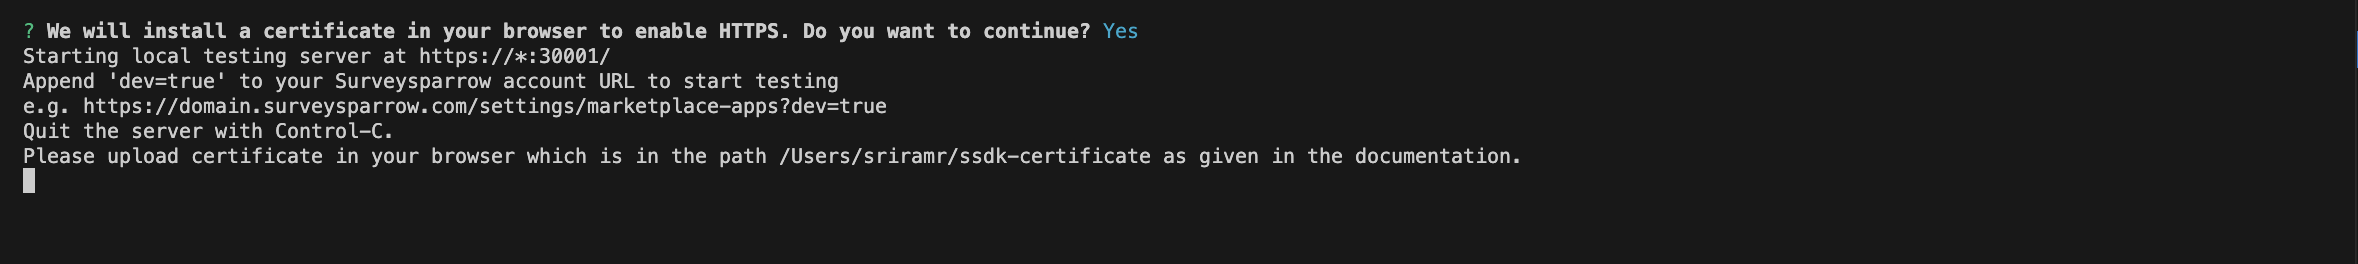 ? We will install a certificate in your browser to enable HTTPS. Do you want to continue? Yes
Starting local testing server at https://*:30001/
Append 'dev=true' to your Surveysparrow account URL to start testing
e.g. https://domain.surveysparrow.com/settings/marketplace-apps?dev=true
Quit the server with Control-C.
Please upload certificate in your browser which is in the path /Users/sriramr/ssdk-certificate as given in the documentation.